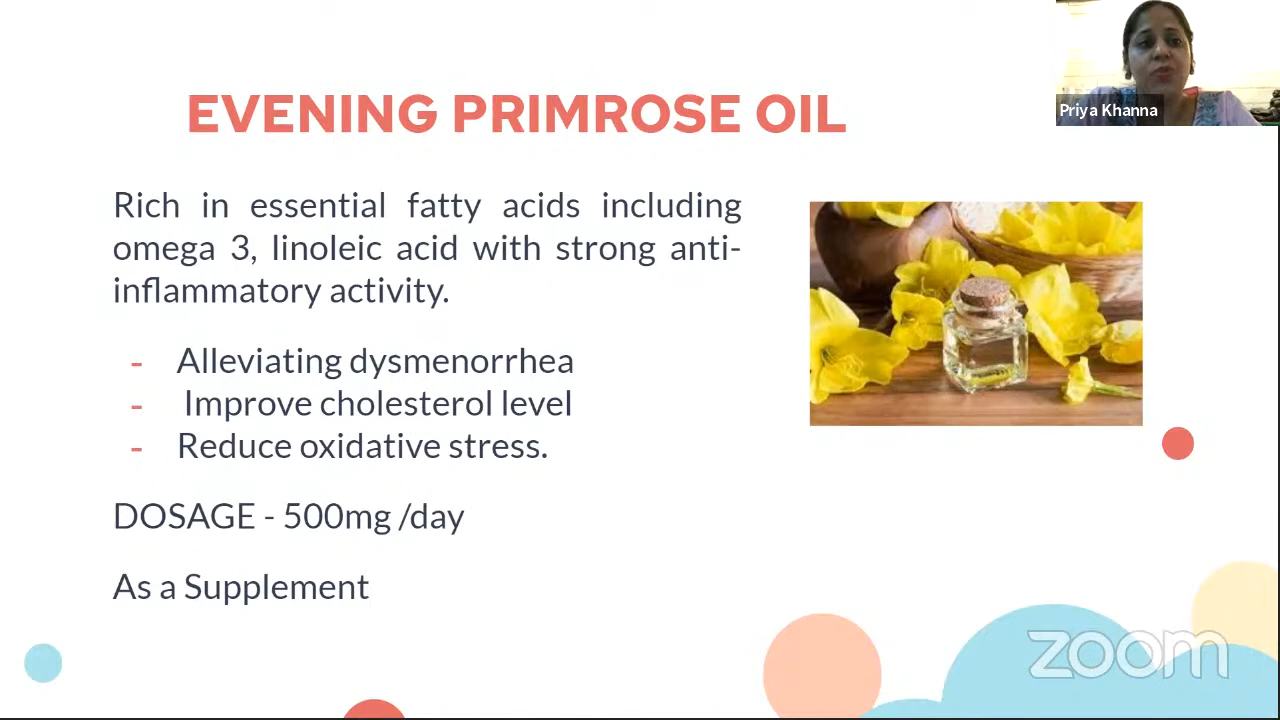 EVENING PRIMROSE OIL
Priya Khanna
Rich in essential fatty acids including
omega 3, linoleic acid with strong anti-
inflammatory activity.
- Alleviating dysmenorrhea
- Improve cholesterol level
- Reduce oxidative stress.
DOSAGE - 500mg /day
As a Supplement
zoom